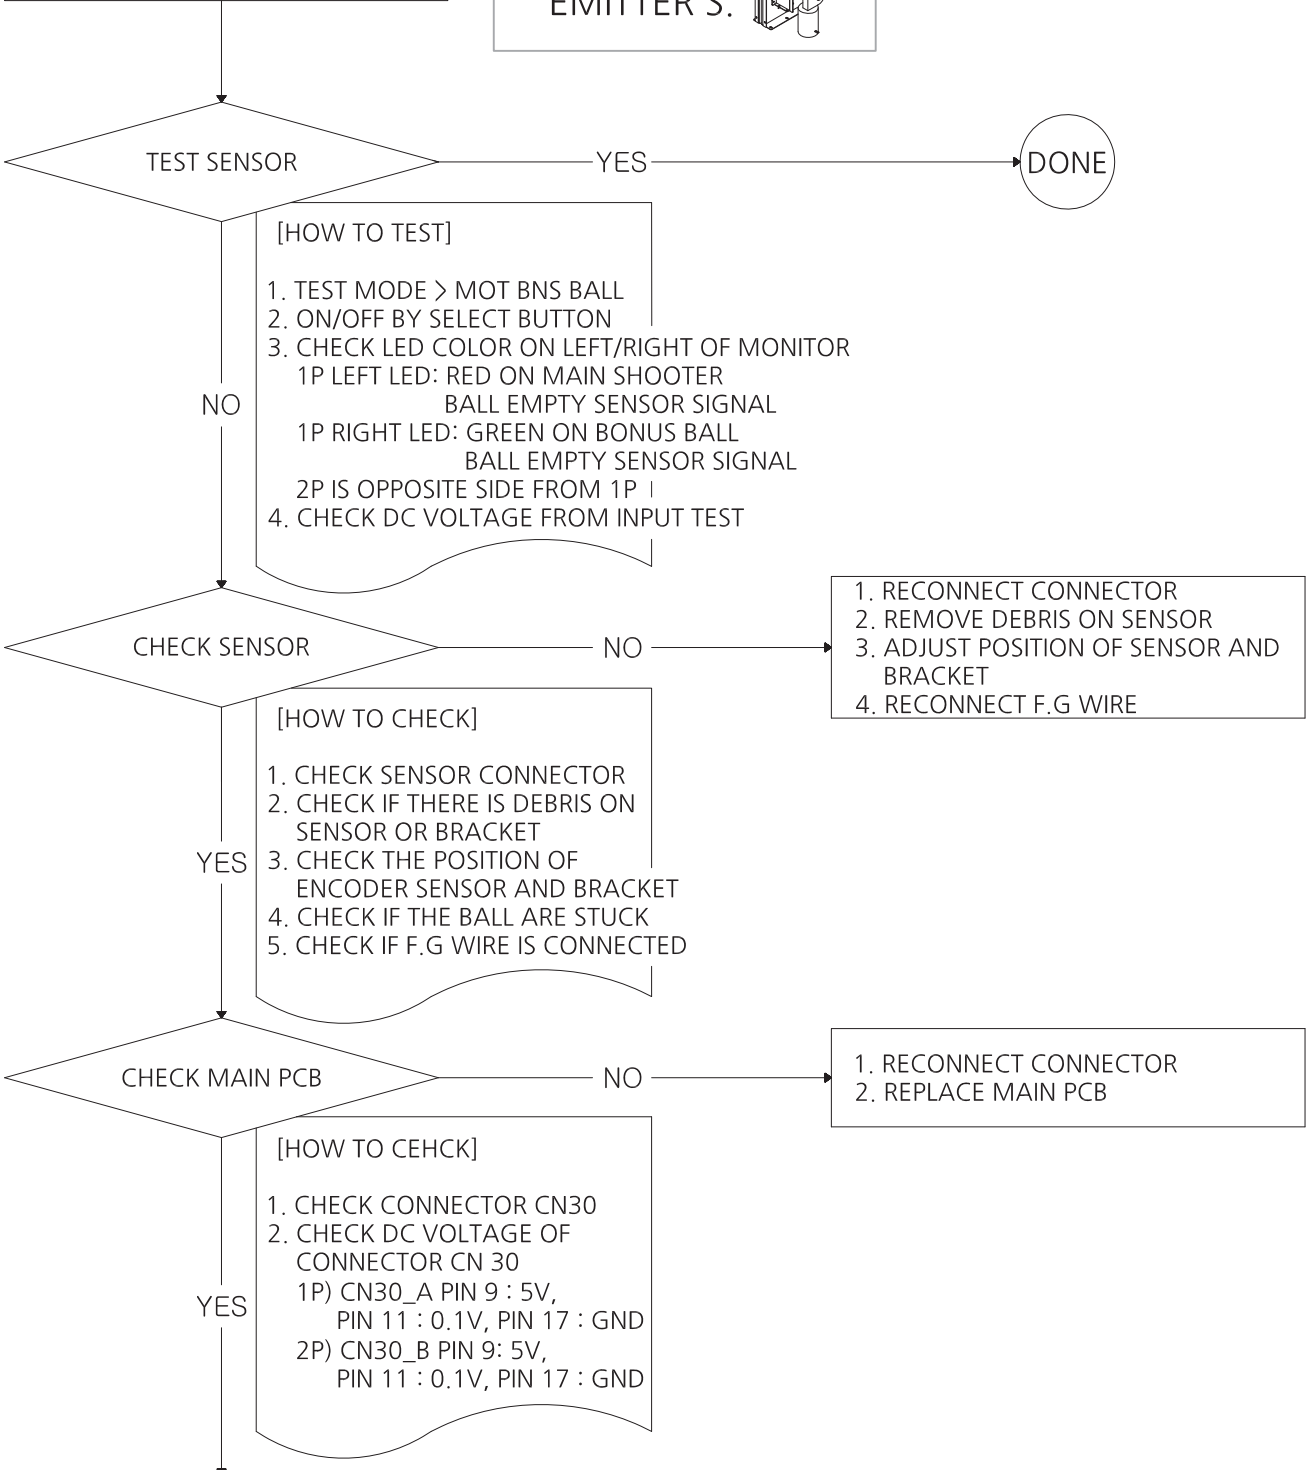 EMITTER S.
TEST SENSOR
YES
DONE
[HOW TO TEST]
1. TEST MODE > MOT BNS BALL
2. ON/OFF BY SELECT BUTTON
3. CHECK LED COLOR ON LEFT/RIGHT OF MONITOR
1P LEFT LED: RED ON MAIN SHOOTER
BALL EMPTY SENSOR SIGNAL
1P RIGHT LED: GREEN ON BONUS BALL
BALL EMPTY SENSOR SIGNAL
2P IS OPPOSITE SIDE FROM 1P
4. CHECK DC VOLTAGE FROM INPUT TEST
NO
CHECK SENSOR
NO
1. RECONNECT CONNECTOR
2. REMOVE DEBRIS ON SENSOR
3. ADJUST POSITION OF SENSOR AND
BRACKET
4. RECONNECT F.G WIRE
[HOW TO CHECK]
1. CHECK SENSOR CONNECTOR
2. CHECK IF THERE IS DEBRIS ON
SENSOR OR BRACKET
3. CHECK THE POSITION OF
ENCODER SENSOR AND BRACKET
4. CHECK IF THE BALL ARE STUCK
5. CHECK IF F.G WIRE IS CONNECTED
YES
CHECK MAIN PCB
NO
1. RECONNECT CONNECTOR
2. REPLACE MAIN PCB
[HOW TO CEHCK]
1. CHECK CONNECTOR CN30
2. CHECK DC VOLTAGE OF
CONNECTOR CN 30
1P) CN30_A PIN 9 : 5V,
PIN 11 : 0.1V, PIN 17 : GND
2P) CN30_B PIN 9: 5V,
PIN 11 : 0.1V, PIN 17 : GND
YES